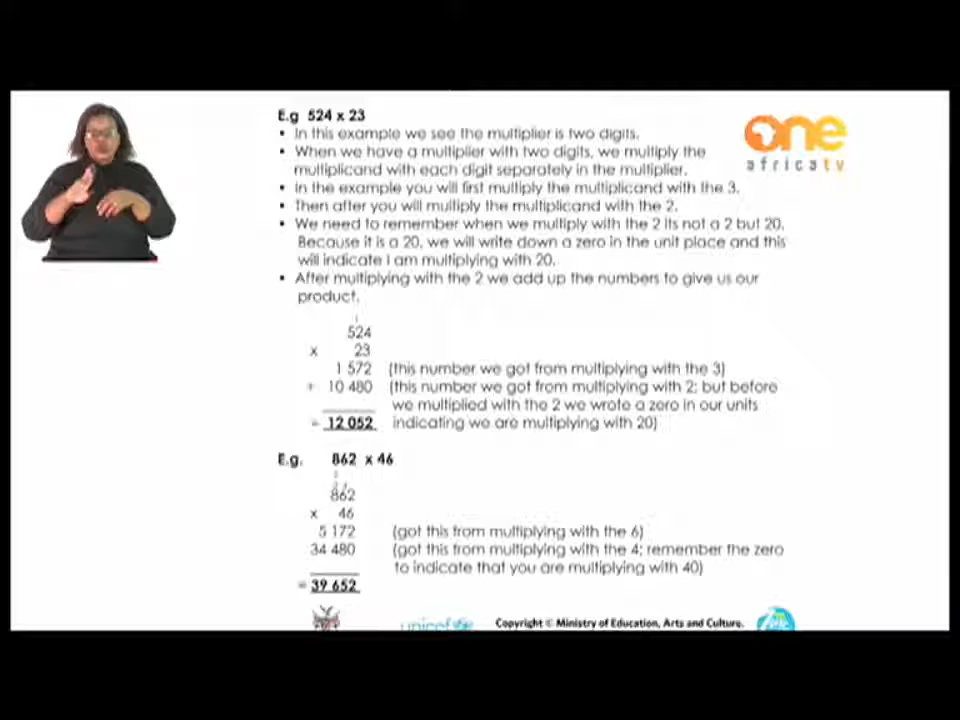 E.g 524 x 23
• In this example we see the multiplier is two digits.
• When we have a multiplier with two digits, we multiply the
multiplicand with each digit separately in the multiplier.
• In the example you will first multiply the multiplicand with the 3.
• Then after you will multiply the multiplicand with the 2.
• We need to remember when we multiply with the 2 its not a 2 but 20.
Because it is a 20, we will write down a zero in the unit place and this
will indicate I am multiplying with 20.
• After multiplying with the 2 we add up the numbers to give us our
product.
1
524
x 23
1 572 (this number we got from multiplying with the 3)
+ 10 480 (this number we got from multiplying with 2; but before
we multiplied with the 2 we wrote a zero in our units
= 12 052 indicating we are multiplying with 20)
E.g. 862 x 46
862
x 46
5 172 (got this from multiplying with the 6)
34 480 (got this from multiplying with the 4; remember the zero
to indicate that you are multiplying with 40)
= 39 652
one
africa tv
unicef
Copyright © Ministry of Education, Arts and Culture.